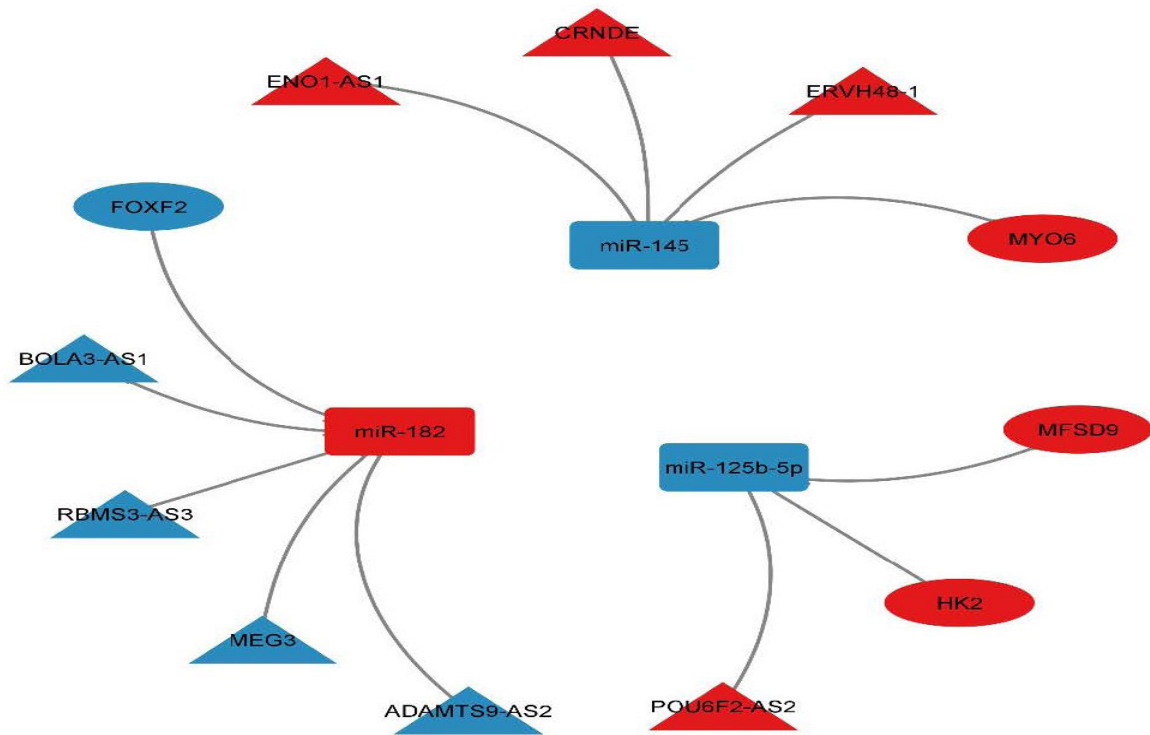 CRNDE
ENO1-AS1
ERVH48-1
FOXF2
miR-145
MYO6
BOLA3-AS1
miR-182
MFSD9
miR-125b-5p
RBMS3-AS3
HK2
MEG3
ADAMTS9-AS2
POU6F2-AS2